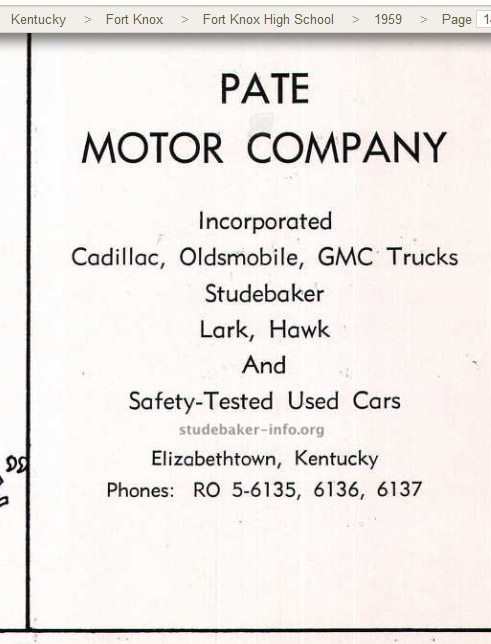 Kentucky > Fort Knox > Fort Knox High School > 1959 > Page
PATE
MOTOR COMPANY
Incorporated
Cadillac, Oldsmobile, GMC Trucks
Studebaker
Lark, Hawk
And
Safety-Tested Used Cars
studebaker-info.org
Elizabethtown, Kentucky
Phones: RO 5-6135, 6136, 6137